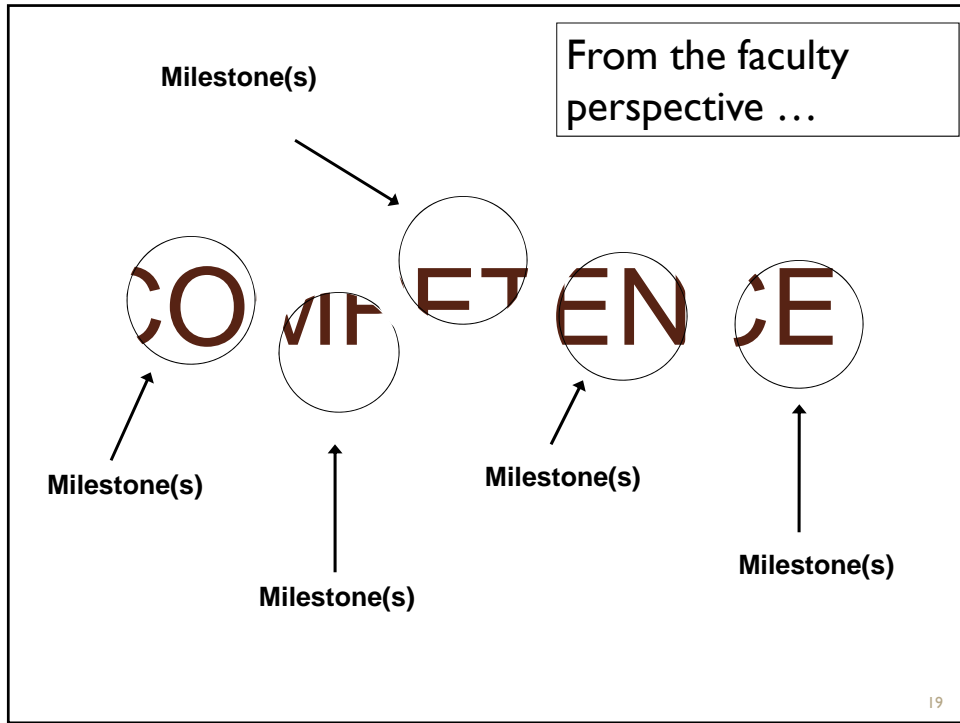 From the faculty
perspective …
Milestone(s)
COMPETENCE
Milestone(s)
Milestone(s)
Milestone(s)
Milestone(s)
19